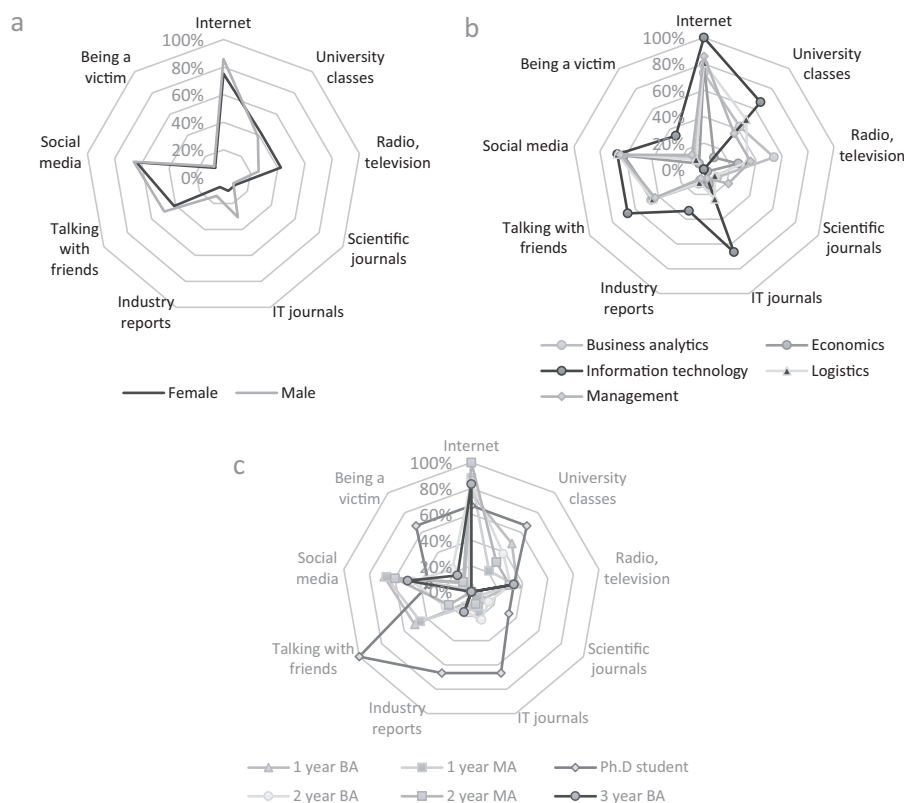 a
Internet
100%
80%
60%
40%
20%
0%
University
classes
Radio,
television
Scientific
journals
IT journals
Industry
reports
Talking
with
friends
Social
media
Being a
victim
Female
Male
b
Internet
100%
80%
60%
40%
20%
0%
University
classes
Radio,
television
Scientific
journals
IT journals
Industry
reports
Talking
with
friends
Social media
Being a victim
Business analytics
Economics
Information technology
Logistics
Management
c
Internet
100%
80%
60%
40%
20%
0%
University
classes
Radio,
television
Scientific
journals
IT journals
Industry
reports
Talking with
friends
Social
media
Being a
victim
1 year BA
1 year MA
Ph.D student
2 year BA
2 year MA
3 year BA